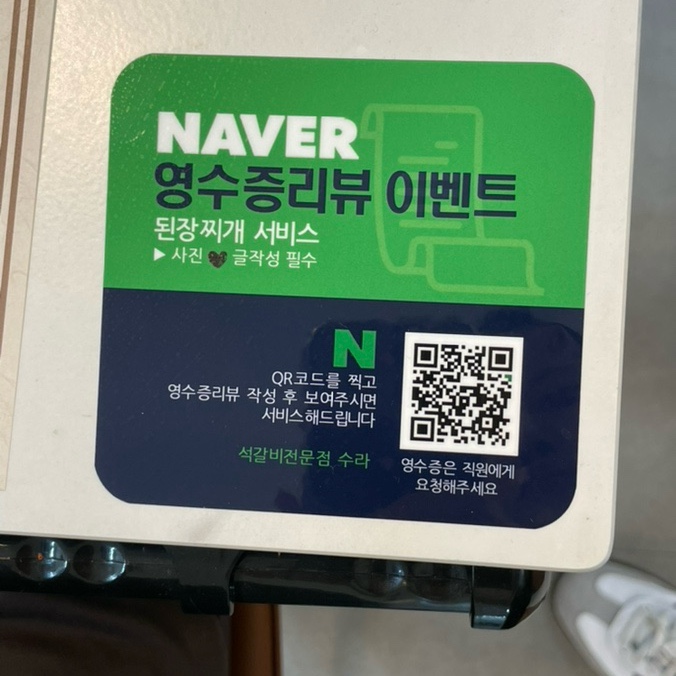 NAVER
영수증리뷰 이벤트
된장찌개 서비스
▶ 사진 글작성 필수
N
QR코드를 찍고
영수증리뷰 작성 후 보여주시면
서비스해드립니다
석갈비전문점 수라
영수증은 직원에게
요청해주세요